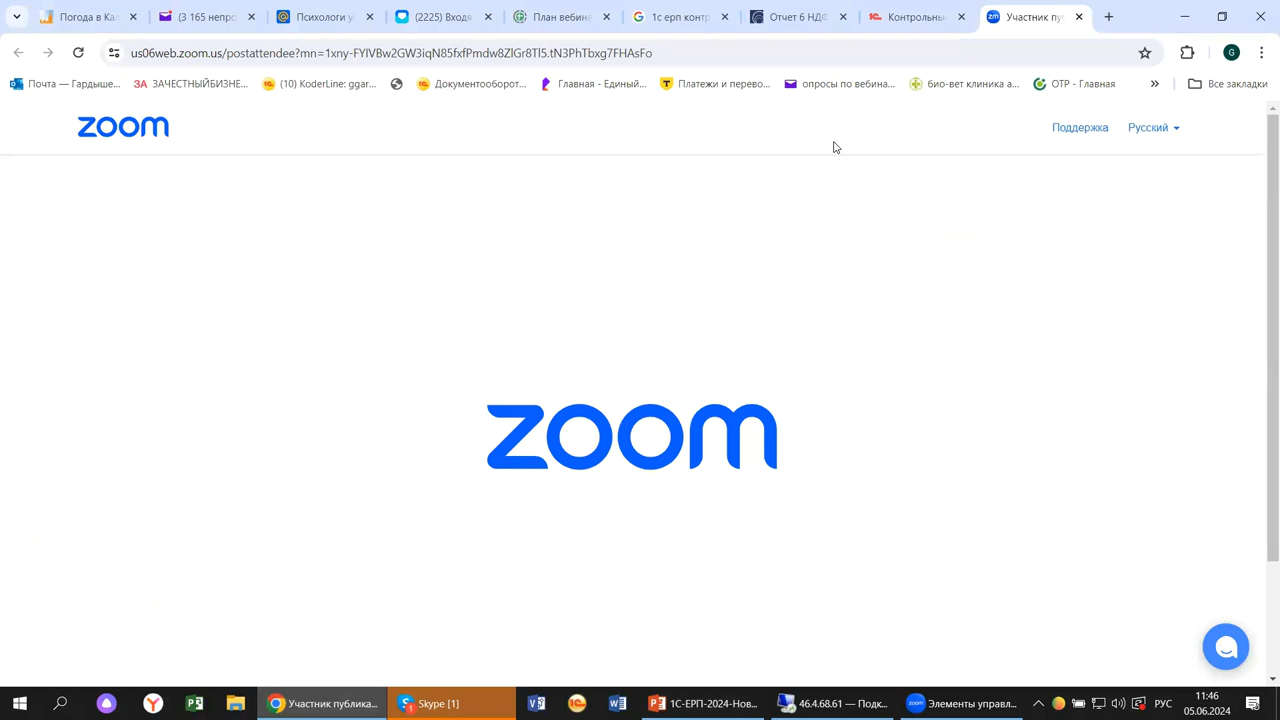 Погода в Ка
(3 165 непро
Психологи у
(2225) Входя
План вебина
1с ерп контр
Отчет 6 НДФ
Контрольны
Участник пу
us06web.zoom.us/postattendee?mn=1xny-FYIVBw2GW3iqN85fxfPmdw8ZlGr8Tl5.tN3PhTbxg7FHAsFo
G
Почта — Гардыше...
ЗА ЗАЧЕСТНЫЙБИЗНЕ...
(10) KoderLine: ggar...
Документооборот...
Главная - Единый...
Платежи и перево...
опросы по вебина...
био-вет клиника а...
ОТР - Главная
»
Все закладки
zoom
Поддержка
Русский
zoom
Участник публика...
Skype [1]
1С-ЕРП-2024-Нов...
46.4.68.61 — Подк...
Элементы управл...
РУС
11:46
05.06.2024